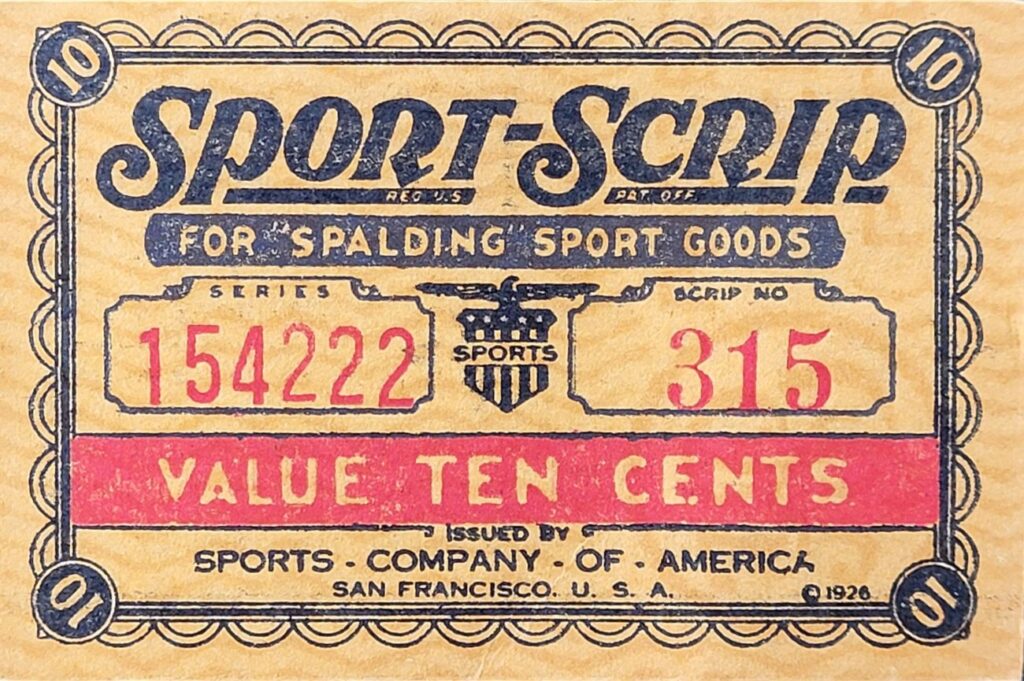 10 10
SPORT-SCRIP
REG U.S. PAT. OFF.
FOR "SPALDING" SPORT GOODS
SERIES SCRIP NO
154222 SPORTS 315
VALUE TEN CENTS
ISSUED BY
SPORTS - COMPANY - OF - AMERICA
SAN FRANCISCO. U. S. A. © 1926
10 10